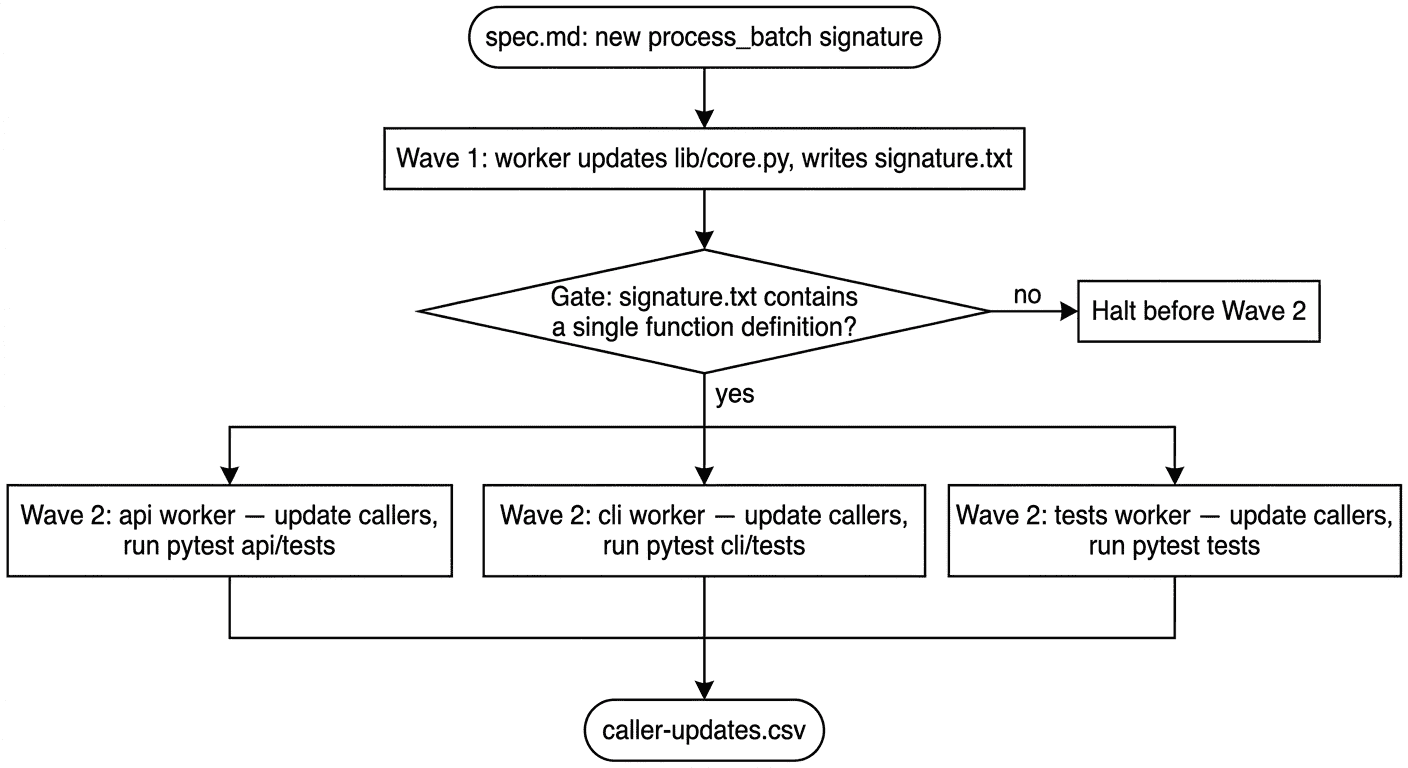 spec.md: new process_batch signature
Wave 1: worker updates lib/core.py, writes signature.txt
Gate: signature.txt contains
a single function definition?
no
Halt before Wave 2
yes
Wave 2: api worker — update callers,
run pytest api/tests
Wave 2: cli worker — update callers,
run pytest cli/tests
Wave 2: tests worker — update callers,
run pytest tests
caller-updates.csv